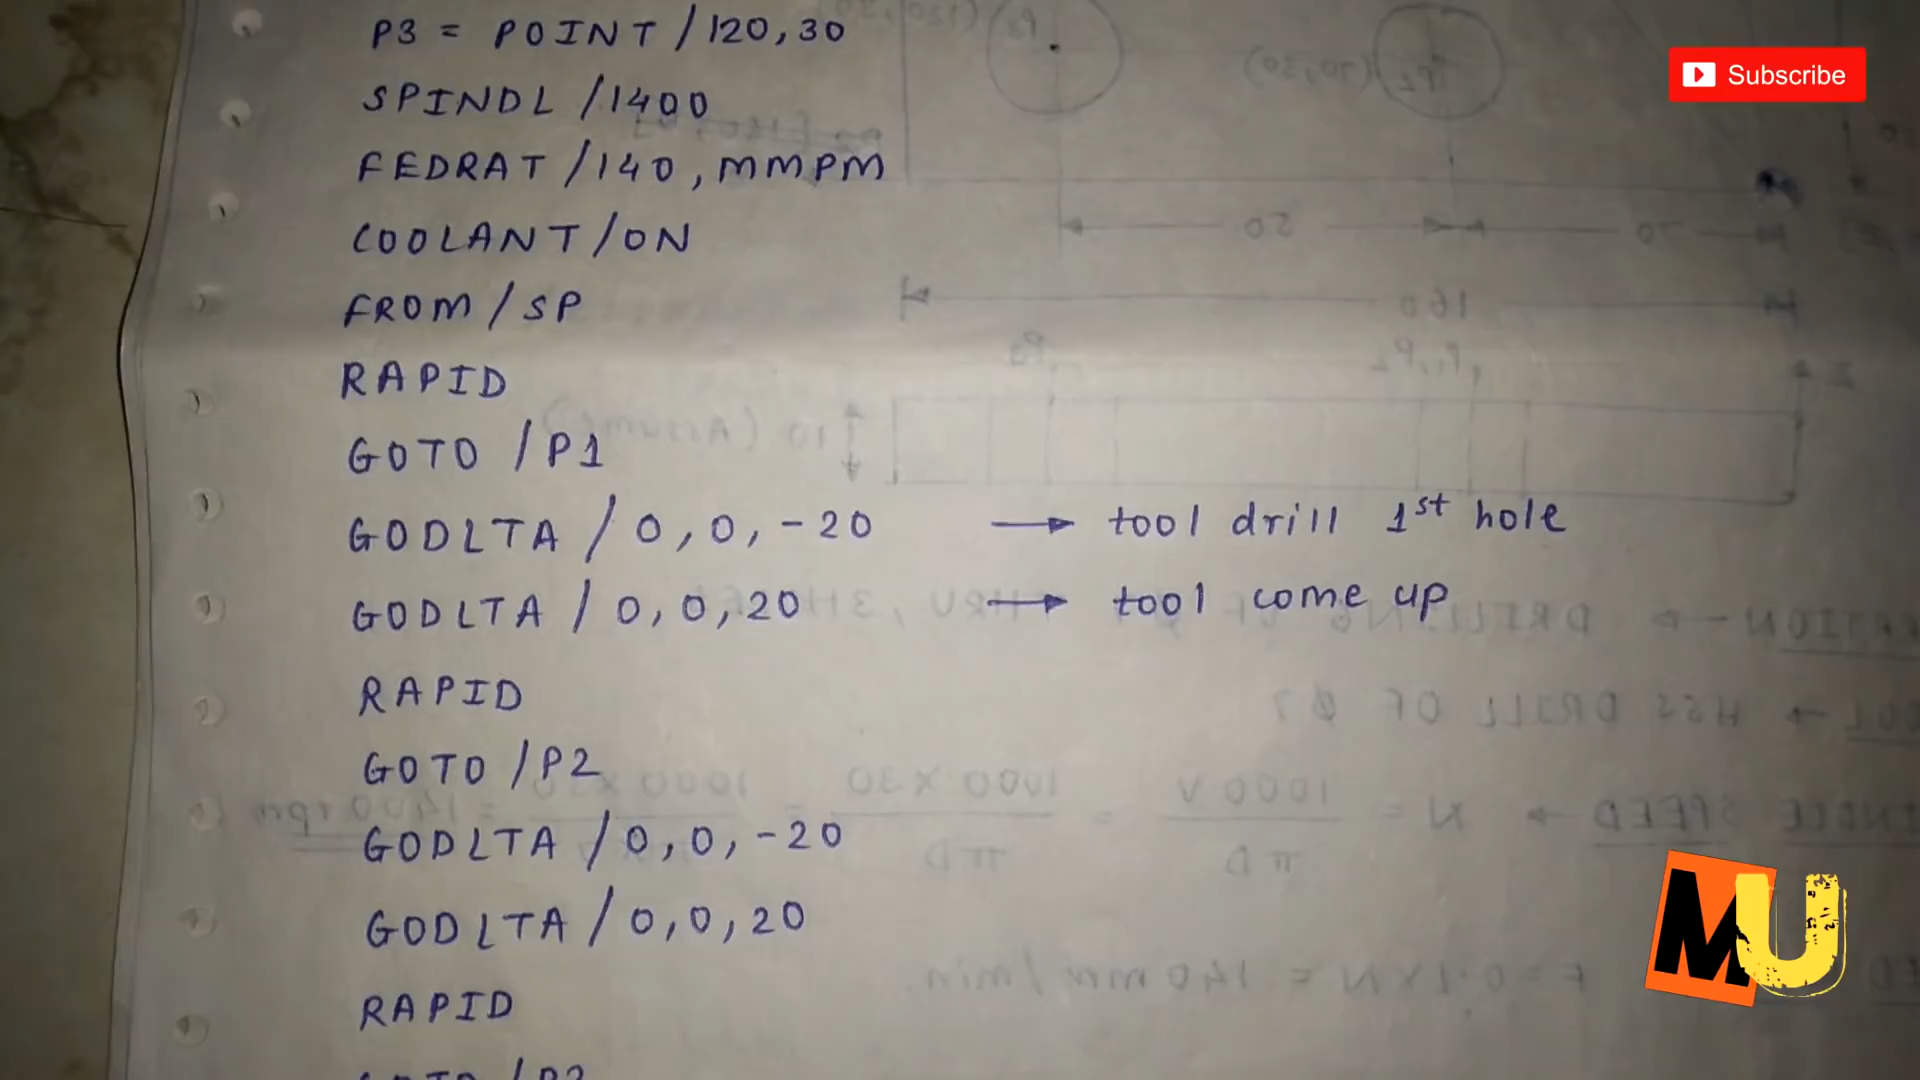 P3 = POINT / 120, 30
SPINDL / 1400
FEDRAT / 140, MMPM
COOLANT / ON
FROM / SP
RAPID
GOTO / P1
GODLTA / 0, 0, -20 → tool drill 1st hole
GODLTA / 0, 0, 20 → tool come up
RAPID
GOTO / P2
GODLTA / 0, 0, -20
GODLTA / 0, 0, 20
RAPID
Subscribe
MU